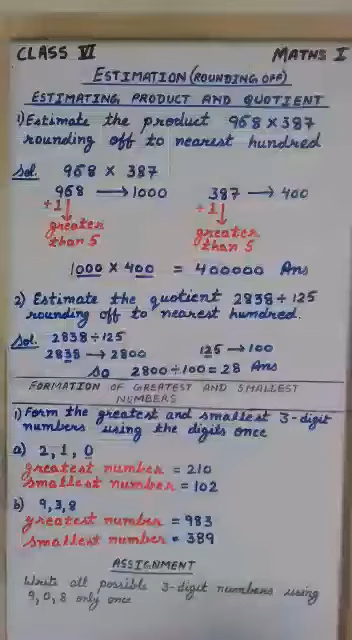 CLASS VI MATHS I
ESTIMATION (ROUNDING OFF)
ESTIMATING PRODUCT AND QUOTIENT
1) Estimate the product 968 × 387
rounding off to nearest hundred
Sol. 968 × 387
968 → 1000 387 → 400
+1↓ +1↓
greater greater
than 5 than 5
1000 × 400 = 400000 Ans
2) Estimate the quotient 2838 ÷ 125
rounding off to nearest hundred.
Sol. 2838 ÷ 125
2838 → 2800 125 → 100
So 2800 ÷ 100 = 28 Ans
FORMATION OF GREATEST AND SMALLEST
NUMBERS
1) Form the greatest and smallest 3-digit
numbers using the digits once
a) 2, 1, 0
greatest number = 210
smallest number = 102
b) 9, 3, 8
greatest number = 983
smallest number = 389
ASSIGNMENT
Write all possible 3-digit numbers using
9, 0, 8 only once